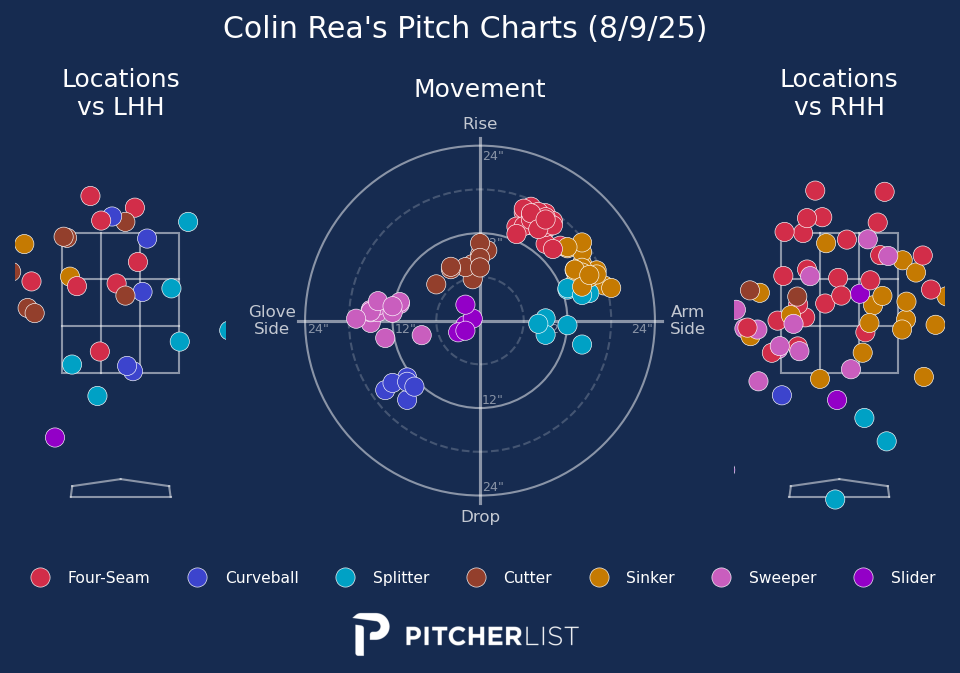 Colin Rea's Pitch Charts (8/9/25)
Locations
vs LHH
Movement
Locations
vs RHH
Rise
24"
Glove
Side
24"
12"
24"
Arm
Side
12"
24"
Drop
Four-Seam
Curveball
Splitter
Cutter
Sinker
Sweeper
Slider
PITCHERLIST